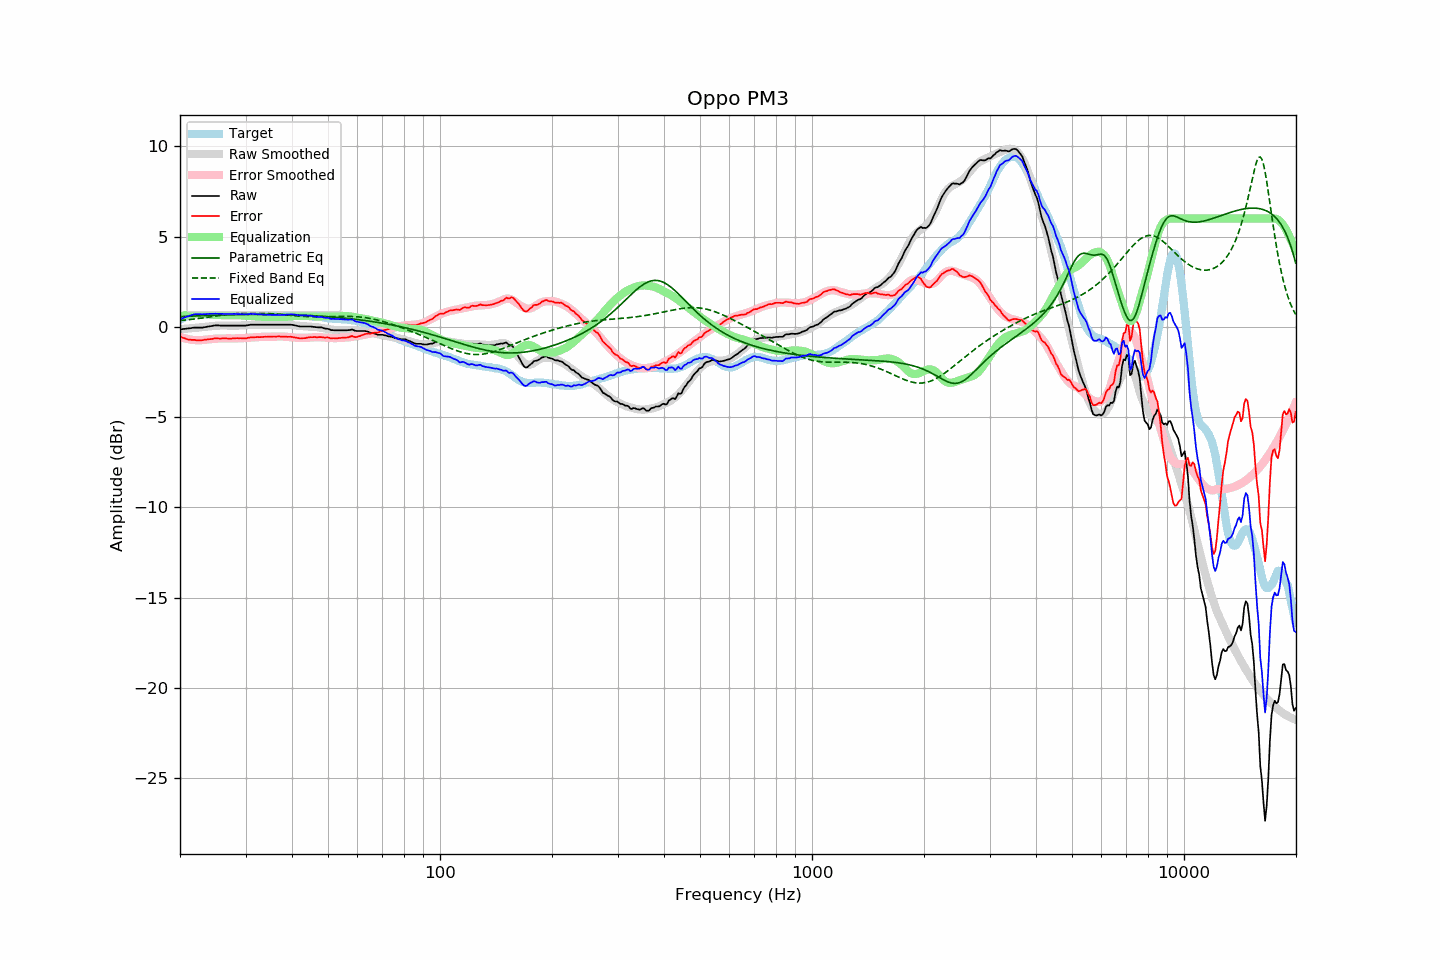 Oppo PM3
Target
Raw Smoothed
Error Smoothed
Raw
Error
Equalization
Parametric Eq
Fixed Band Eq
Equalized
10
5
0
−5
−10
−15
−20
−25
Amplitude (dBr)
100
1000
10000
Frequency (Hz)